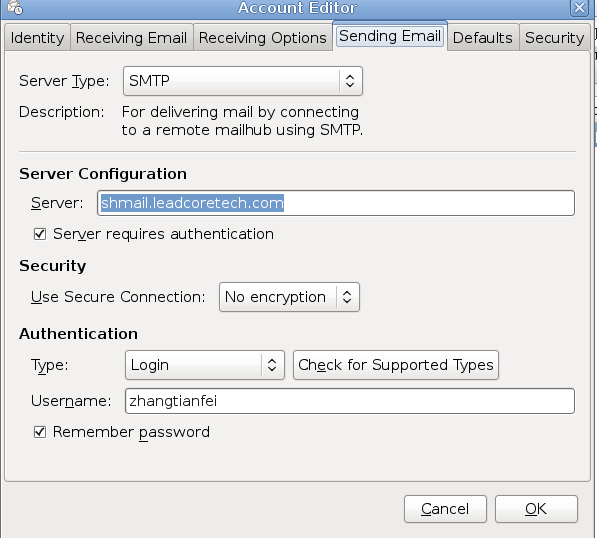 Account Editor
Identity Receiving Email Receiving Options Sending Email Defaults Security
Server Type: SMTP
Description: For delivering mail by connecting
to a remote mailhub using SMTP.
Server Configuration
Server: shmail.leadcoretech.com
Server requires authentication
Security
Use Secure Connection: No encryption
Authentication
Type: Login Check for Supported Types
Username: zhangtianfei
Remember password
Cancel OK